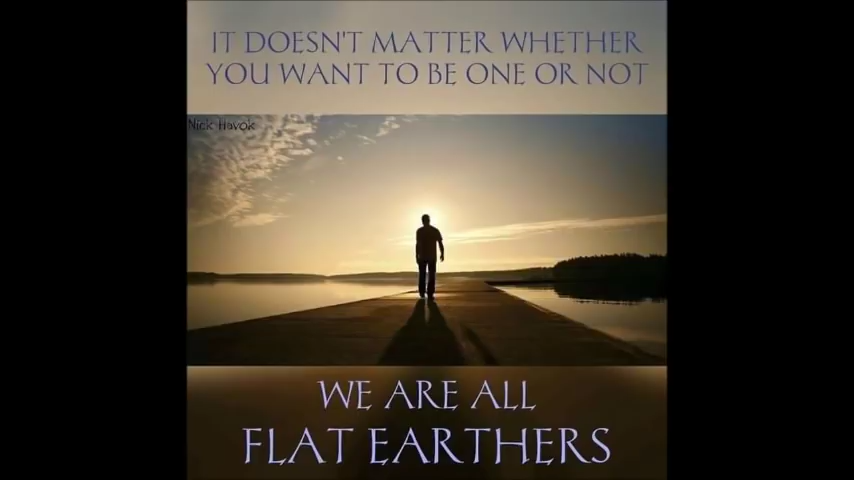 IT DOESN'T MATTER WHETHER
YOU WANT TO BE ONE OR NOT
Nick Havok
WE ARE ALL
FLAT EARTHERS